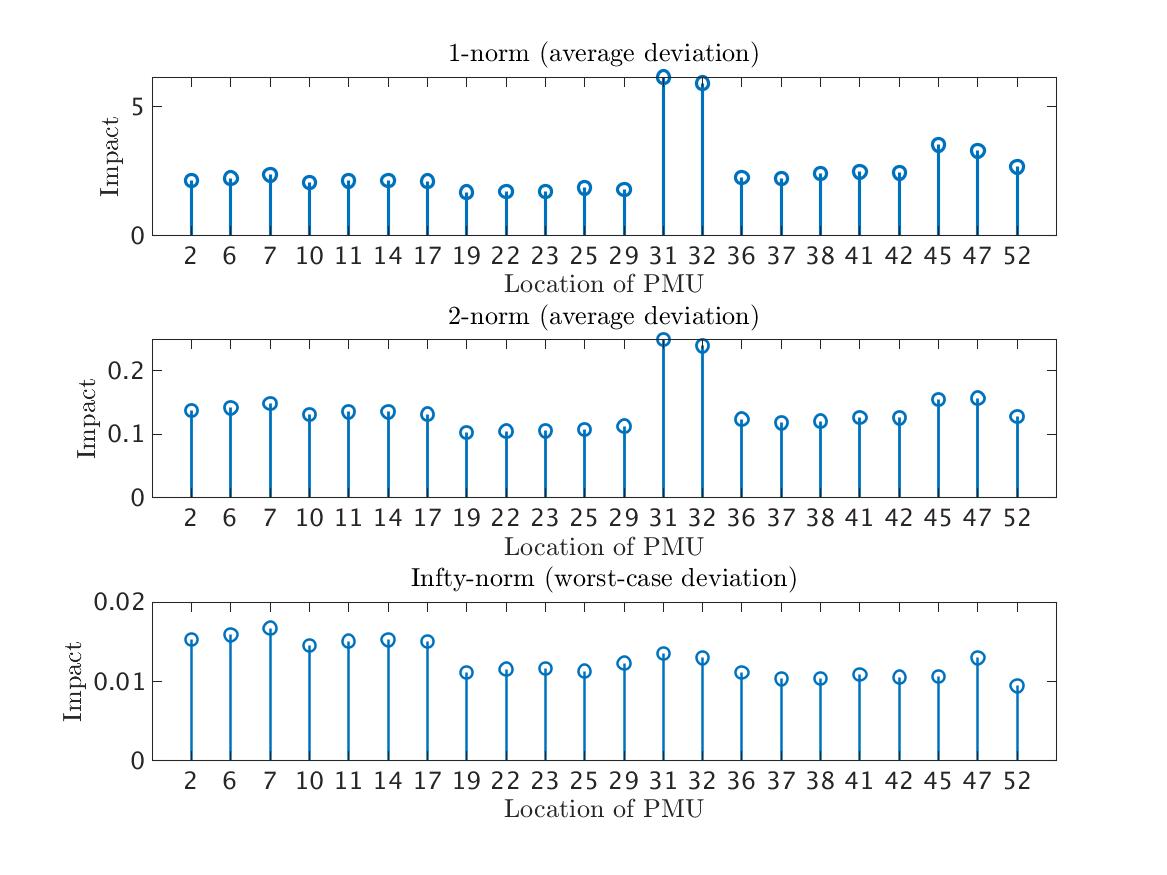 1-norm (average deviation)
5
0
Impact
2 6 7 10 11 14 17 19 22 23 25 29 31 32 36 37 38 41 42 45 47 52
Location of PMU
2-norm (average deviation)
0.2
0.1
0
Impact
2 6 7 10 11 14 17 19 22 23 25 29 31 32 36 37 38 41 42 45 47 52
Location of PMU
Infty-norm (worst-case deviation)
0.02
0.01
0
Impact
2 6 7 10 11 14 17 19 22 23 25 29 31 32 36 37 38 41 42 45 47 52
Location of PMU